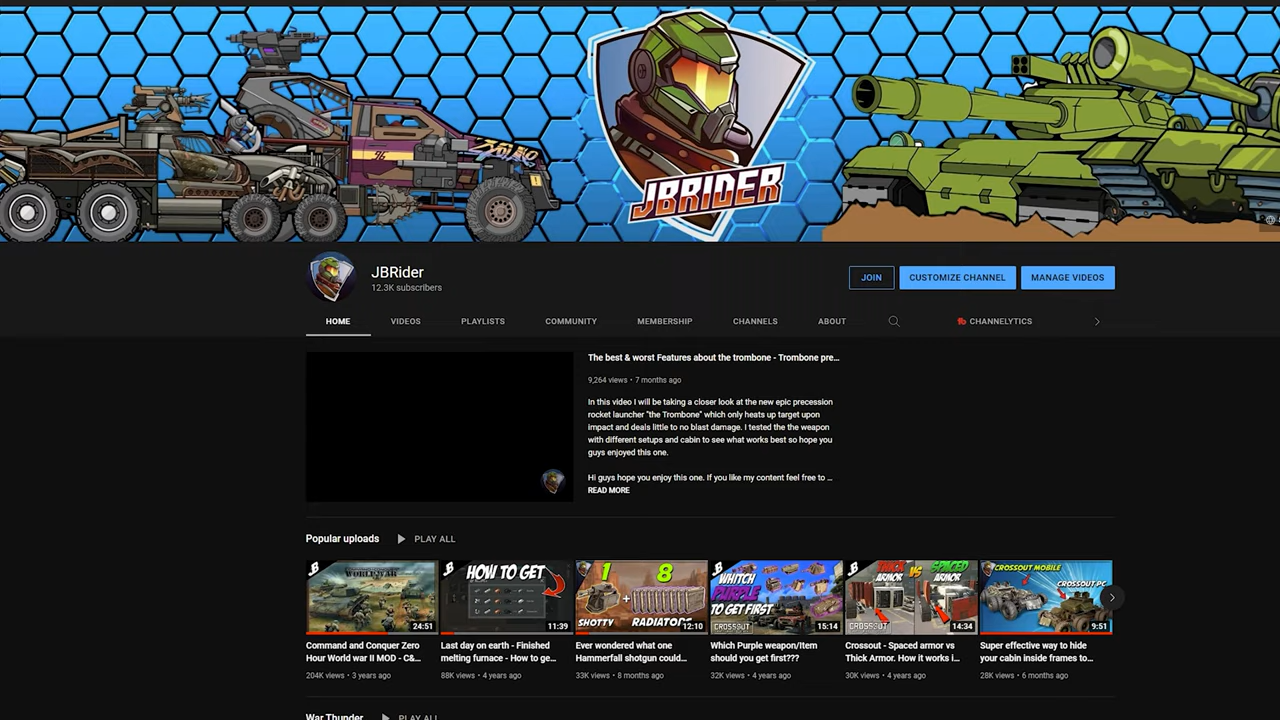 JBRIDER
JBRider
12.3K subscribers
JOIN
CUSTOMIZE CHANNEL
MANAGE VIDEOS
HOME
VIDEOS
PLAYLISTS
COMMUNITY
MEMBERSHIP
CHANNELS
ABOUT
CHANNELYTICS
The best & worst Features about the trombone - Trombone pre...
9,264 views • 7 months ago
In this video I will be taking a closer look at the new epic precession
rocket launcher "the Trombone" which only heats up target upon
impact and deals little to no blast damage. I tested the the weapon
with different setups and cabin to see what works best so hope you
guys enjoyed this one.
Hi guys hope you enjoy this one. If you like my content feel free to ...
READ MORE
Popular uploads
PLAY ALL
WORLD WAR
24:51
HOW TO GET
11:39
1
8
+
SHOTTY
RADIATORS
12:10
WHITCH
PURPLE
TO GET FIRST
CROSSOUT
15:14
THICK
ARMOR
VS
SPACED
ARMOR
CROSSOUT
14:34
CROSSOUT MOBILE
CROSSOUT PC
9:51
Command and Conquer Zero
Hour World war II MOD - C&...
204K views • 3 years ago
Last day on earth - Finished
melting furnace - How to ge...
88K views • 4 years ago
Ever wondered what one
Hammerfall shotgun could...
33K views • 8 months ago
Which Purple weapon/Item
should you get first???
32K views • 4 years ago
Crossout - Spaced armor vs
Thick Armor. How it works i...
30K views • 4 years ago
Super effective way to hide
your cabin inside frames to...
28K views • 6 months ago
War Thunder
PLAY ALL